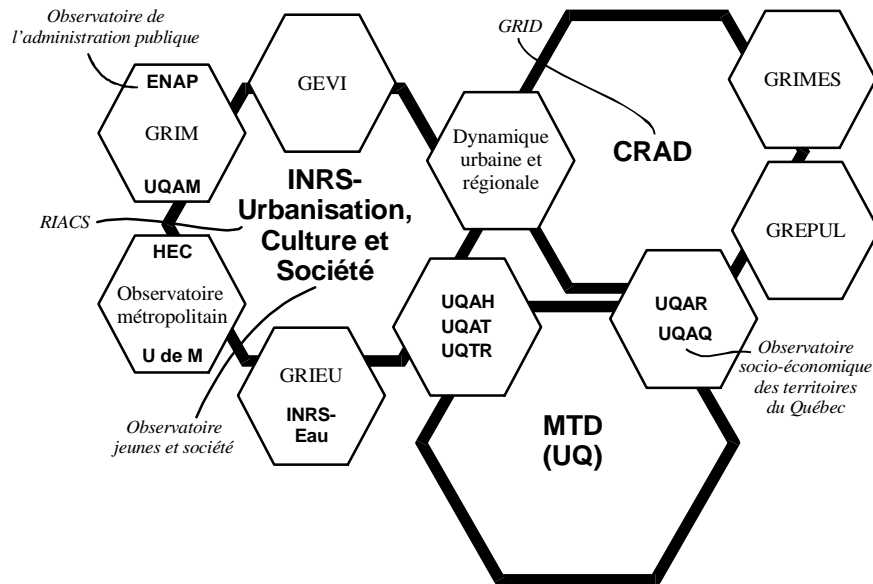 Observatoire de
l'administration publique
ENAP
GRIM
UQAM
GEVI
GRID
GRIMES
Dynamique
urbaine et
régionale
CRAD
INRS-
Urbanisation,
Culture et
Société
RIACS
HEC
Observatoire
métropolitain
U de M
GREPUL
UQAH
UQAT
UQTR
UQAR
UQAQ
Observatoire
socio-économique
des territoires
du Québec
GRIEU
INRS-
Eau
Observatoire
jeunes et société
MTD
(UQ)